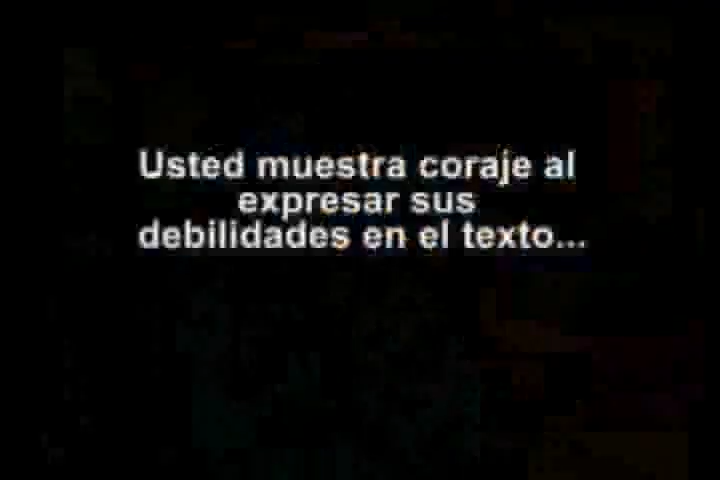 Usted muestra coraje al
expresar sus
debilidades en el texto...